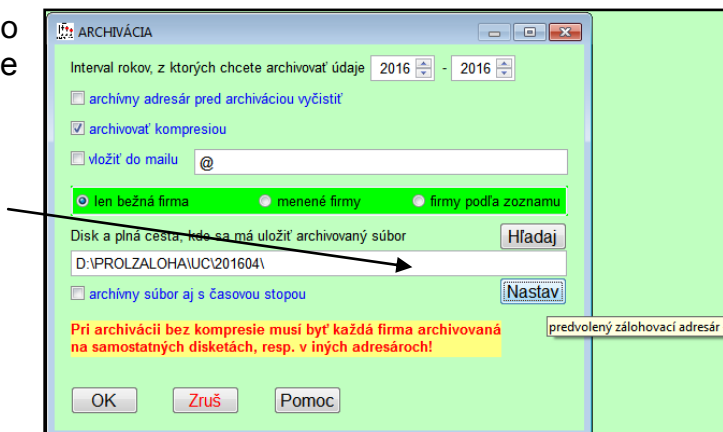 o
e
ARCHIVÁCIA
Interval rokov, z ktorých chcete archivovať údaje 2016 - 2016
archívny adresár pred archiváciou vyčistiť
archivovať kompresiou
vložiť do mailu @
len bežná firma menené firmy firmy podľa zoznamu
Disk a plná cesta, kde sa má uložiť archivovaný súbor Hľadaj
D:\PROLZALOHA\UC\201604\
archívny súbor aj s časovou stopou Nastav
predvolený zálohovací adresár
Pri archivácii bez kompresie musí byť každá firma archivovaná
na samostatných disketách, resp. v iných adresároch!
OK Zruš Pomoc